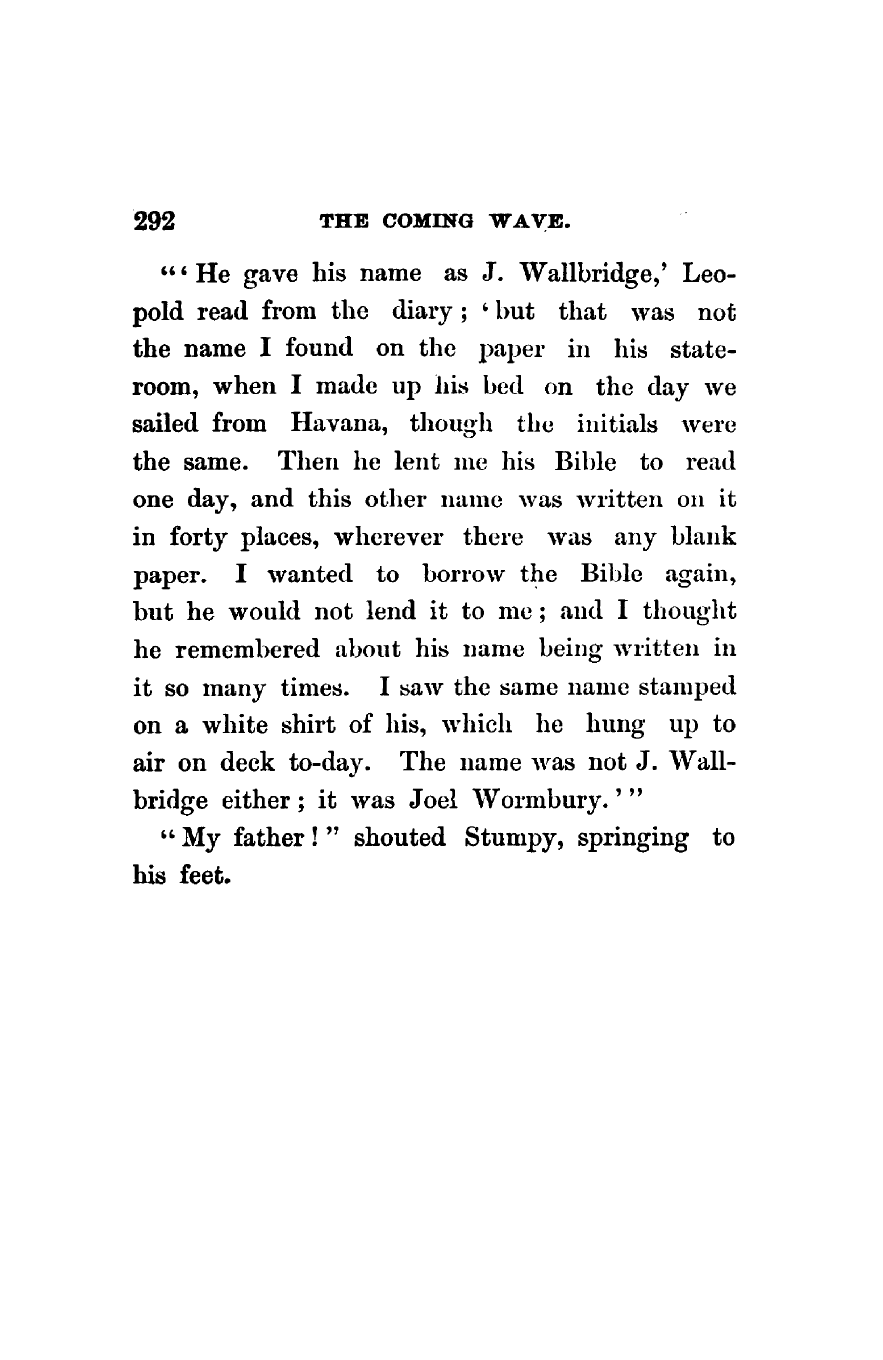 292 THE COMING WAVE.
“‘ He gave his name as J. Wallbridge,’ Leo-
pold read from the diary ; ‘ but that was not
the name I found on the paper in his state-
room, when I made up his bed on the day we
sailed from Havana, though the initials were
the same. Then he lent me his Bible to read
one day, and this other name was written on it
in forty places, wherever there was any blank
paper. I wanted to borrow the Bible again,
but he would not lend it to me ; and I thought
he remembered about his name being written in
it so many times. I saw the same name stamped
on a white shirt of his, which he hung up to
air on deck to-day. The name was not J. Wall-
bridge either ; it was Joel Wormbury. ’ ”
“ My father ! ” shouted Stumpy, springing to
his feet.